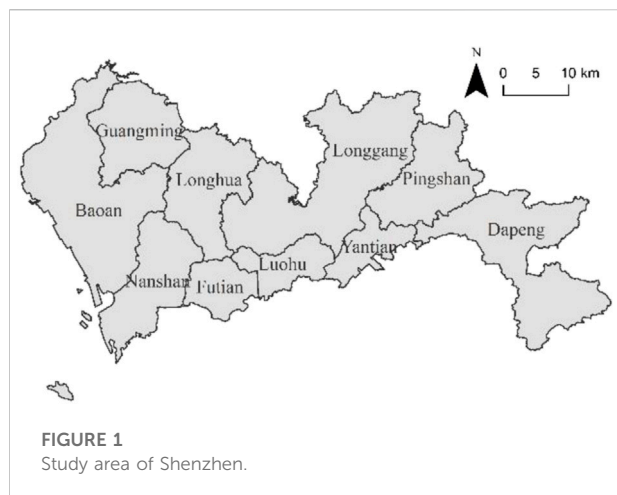 N
0 5 10 km
Guangming
Longgang
Longhua
Pingshan
Baoan
Dapeng
Yantian
Luohu
Nanshan
Futian
FIGURE 1
Study area of Shenzhen.